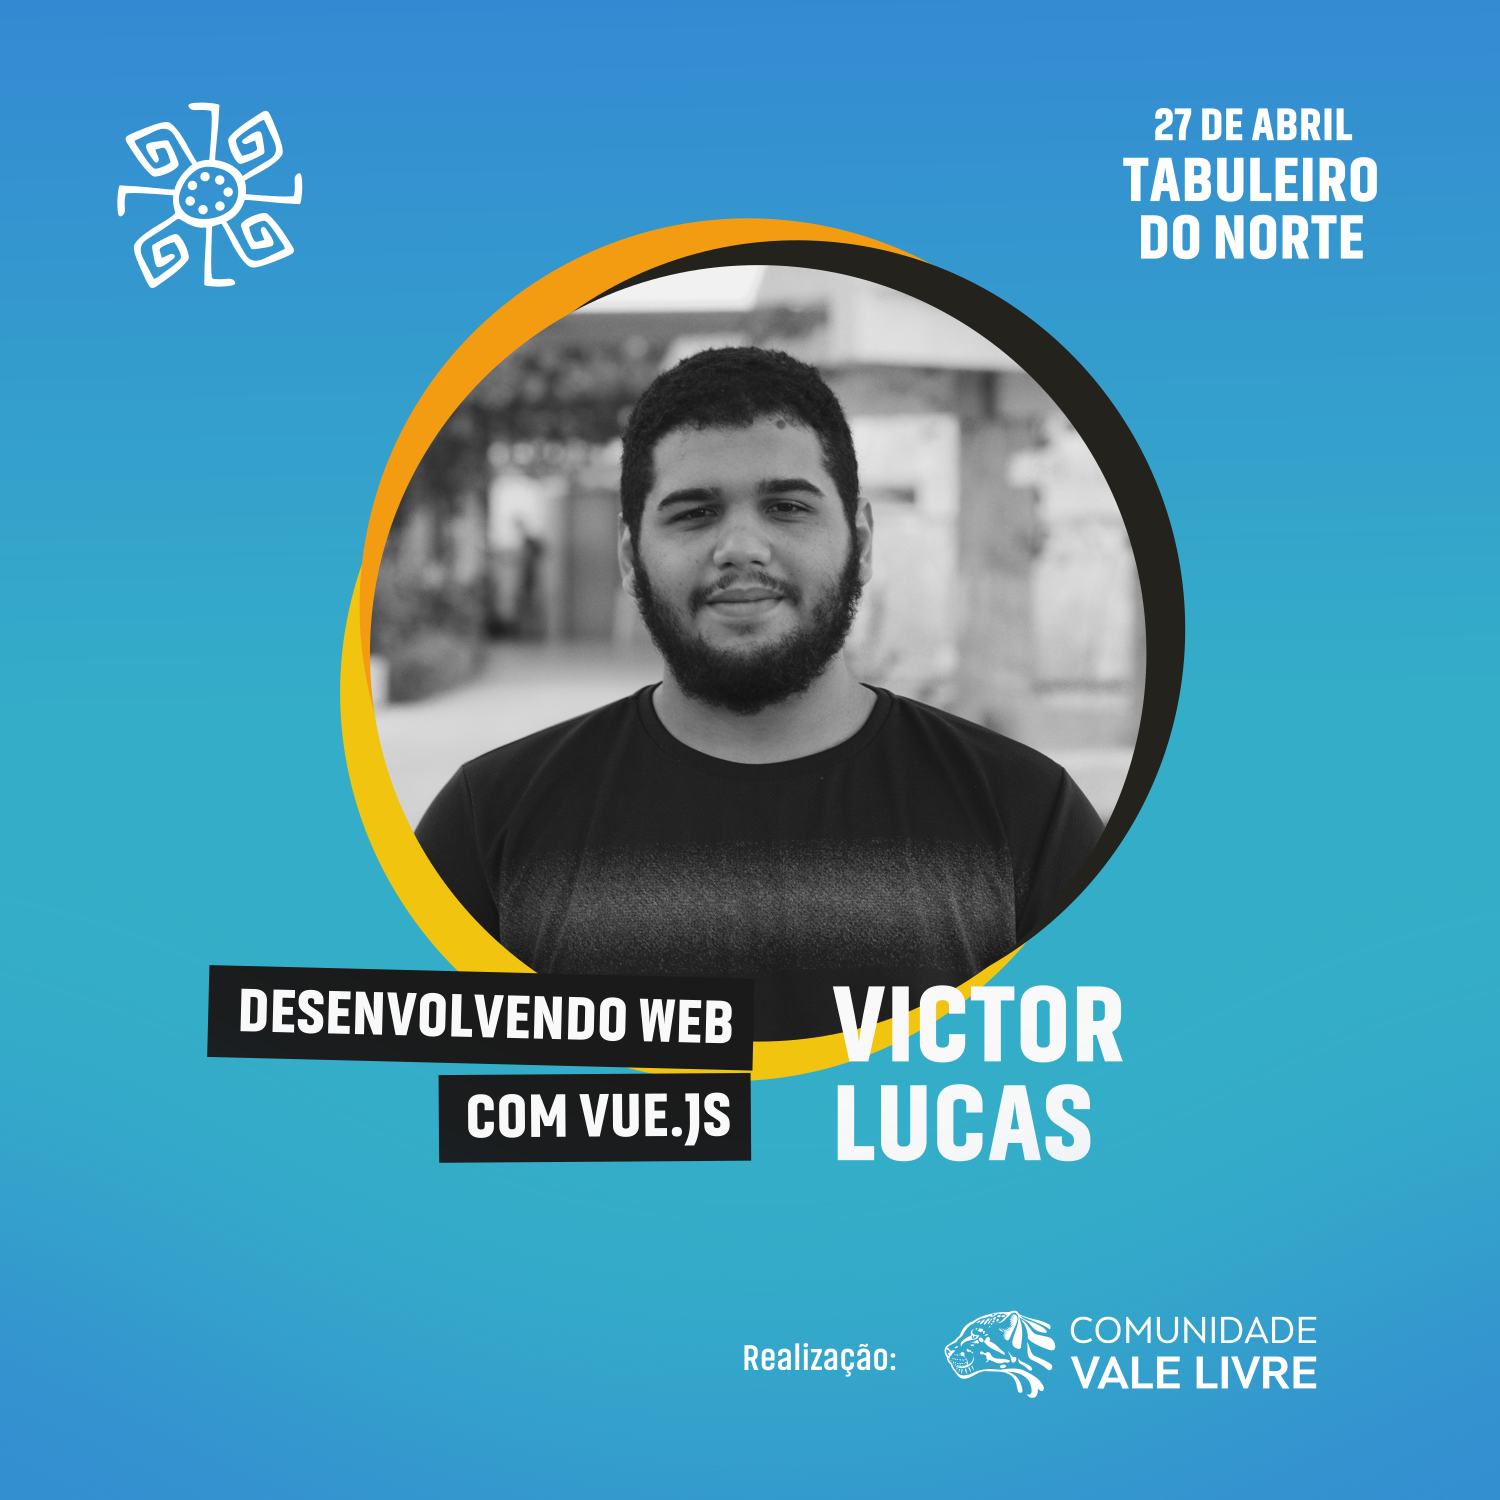 27 DE ABRIL
TABULEIRO
DO NORTE
DESENVOLVENDO WEB
COM VUE.JS
VICTOR
LUCAS
Realização:
COMUNIDADE
VALE LIVRE